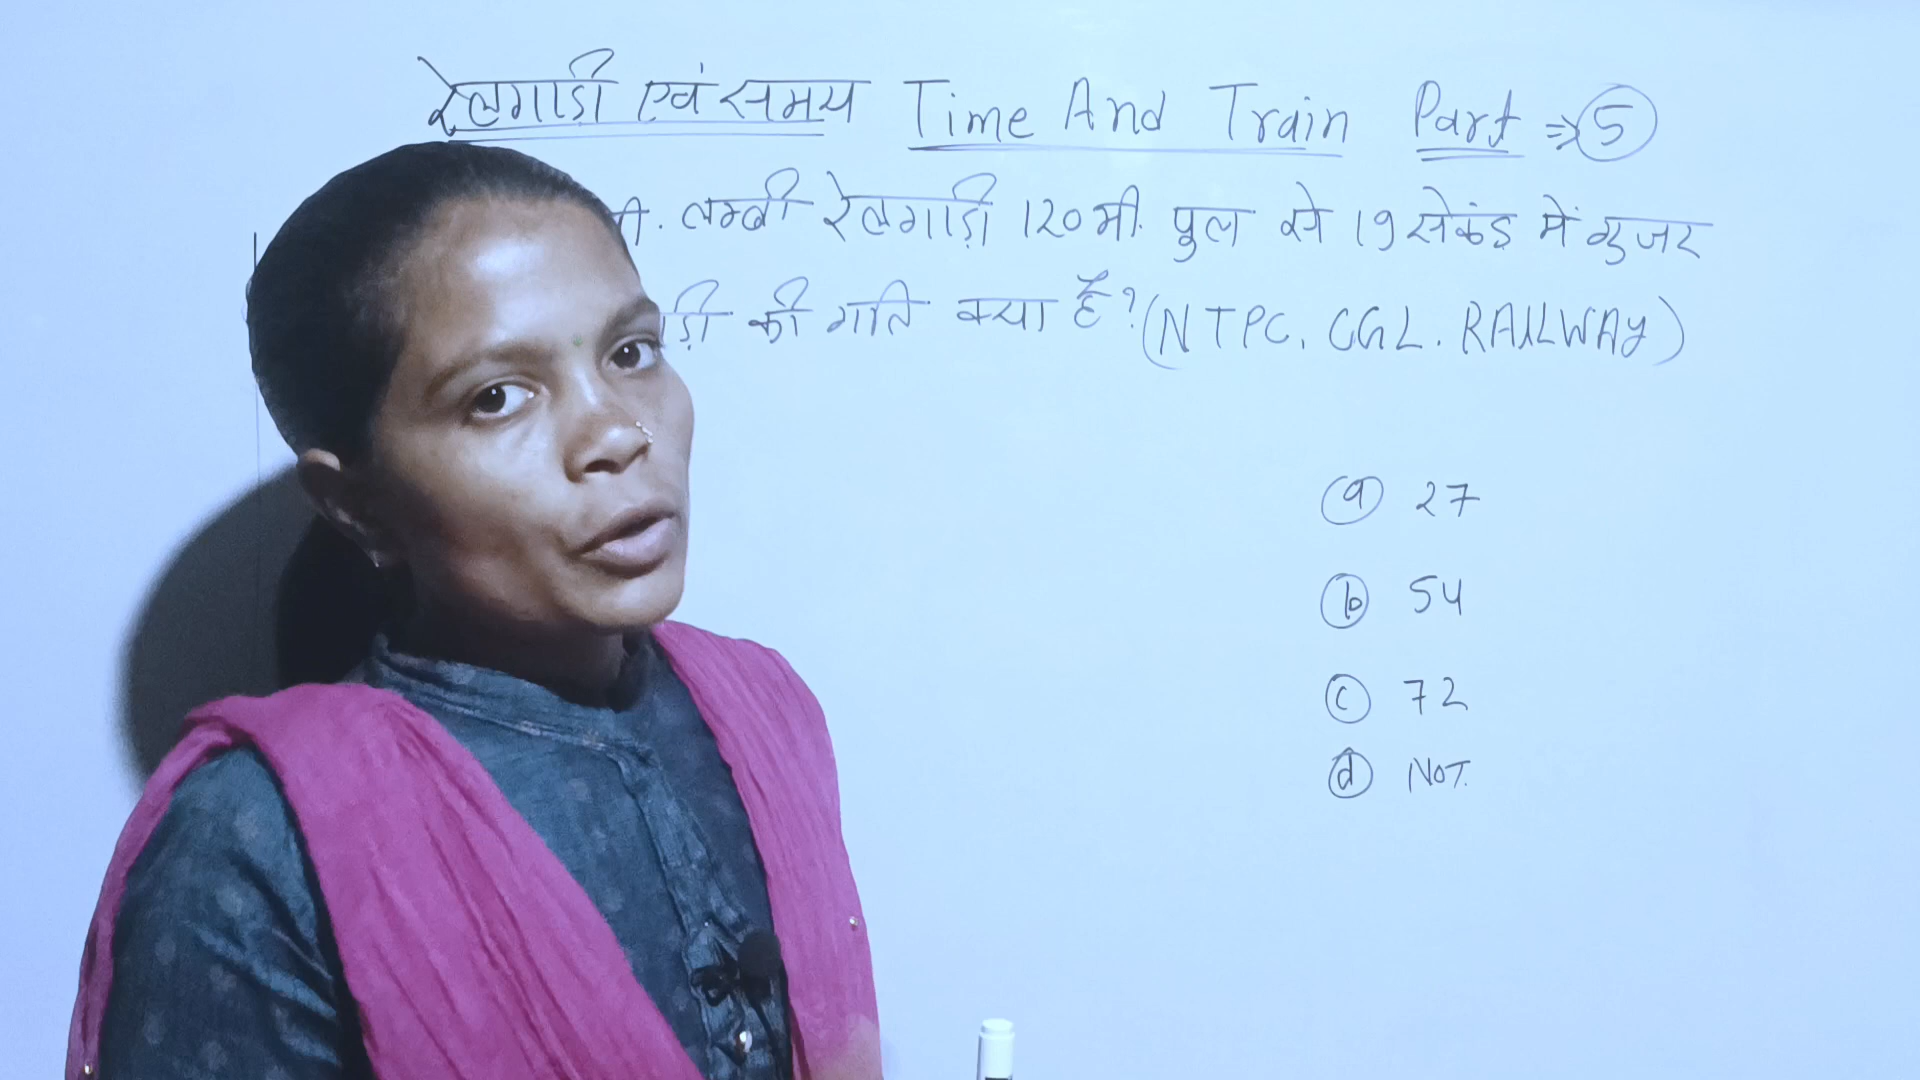 रेलगाडी एवं समय Time And Train Part ⇒ 5
मी. लम्बी रेलगाड़ी 120 मी. पुल से 19 सेकंड में गुजर
की गति क्या है? (NTPC. CGL. RAILWAY)
(a) 27
(b) 54
(c) 72
(d) NOT.